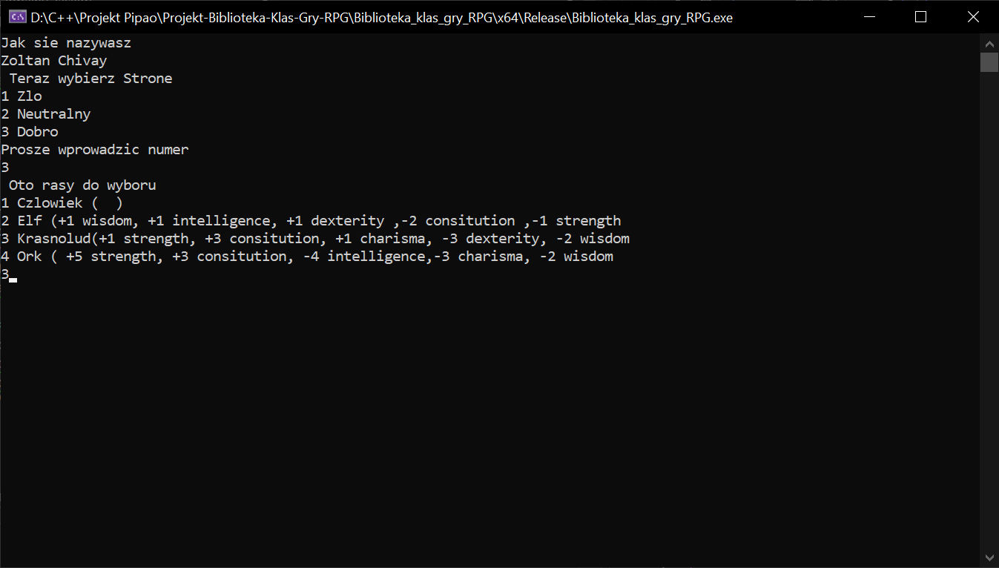 D:\C++\Projekt Pipao\Projekt-Biblioteka-Klas-Gry-RPG\Biblioteka_klas_gry_RPG\x64\Release\Biblioteka_klas_gry_RPG.exe
Jak sie nazywasz
Zoltan Chivay
 Teraz wybierz Strone
1 Zlo
2 Neutralny
3 Dobro
Prosze wprowadzic numer
3
 Oto rasy do wyboru
1 Czlowiek (  )
2 Elf (+1 wisdom, +1 intelligence, +1 dexterity ,-2 consitution ,-1 strength
3 Krasnolud(+1 strength, +3 consitution, +1 charisma, -3 dexterity, -2 wisdom
4 Ork ( +5 strength, +3 consitution, -4 intelligence,-3 charisma, -2 wisdom
3